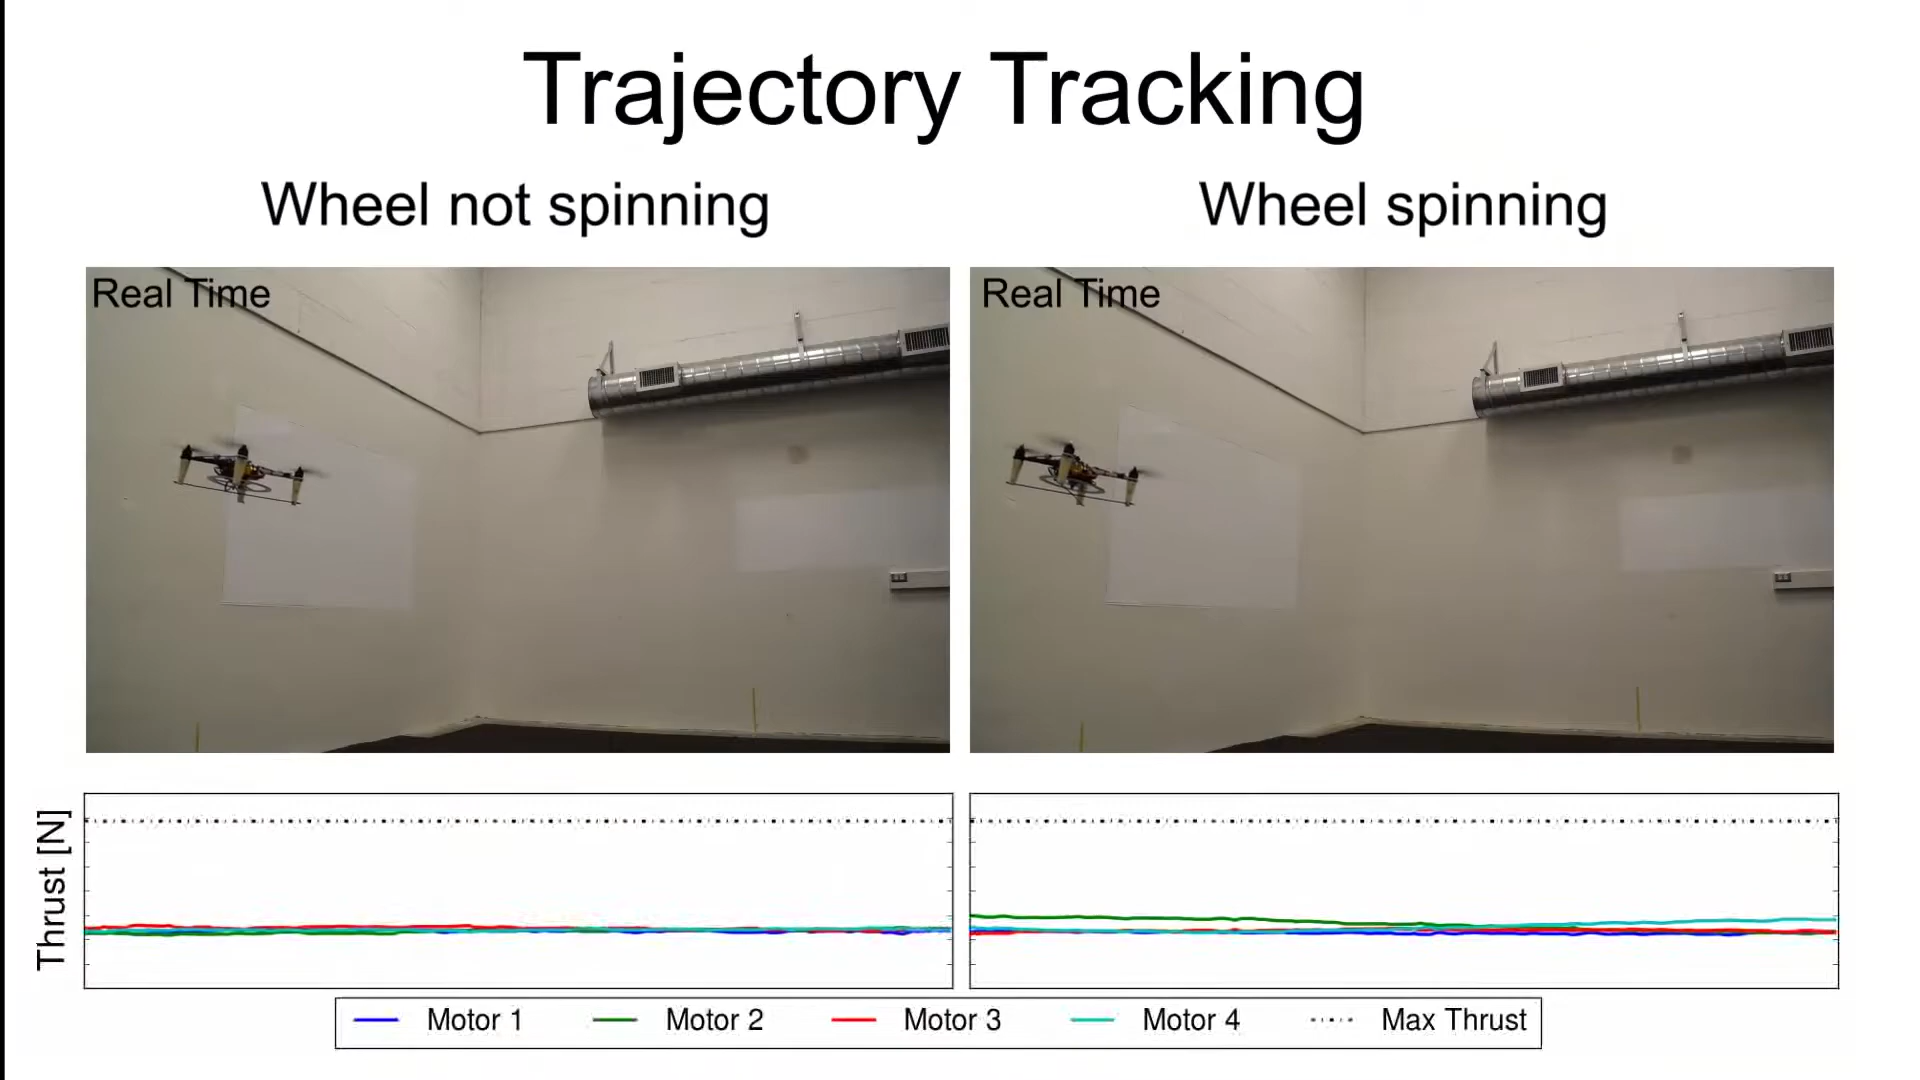 Trajectory Tracking
Wheel not spinning
Wheel spinning
Real Time
Real Time
Thrust [N]
Motor 1 Motor 2 Motor 3 Motor 4 Max Thrust